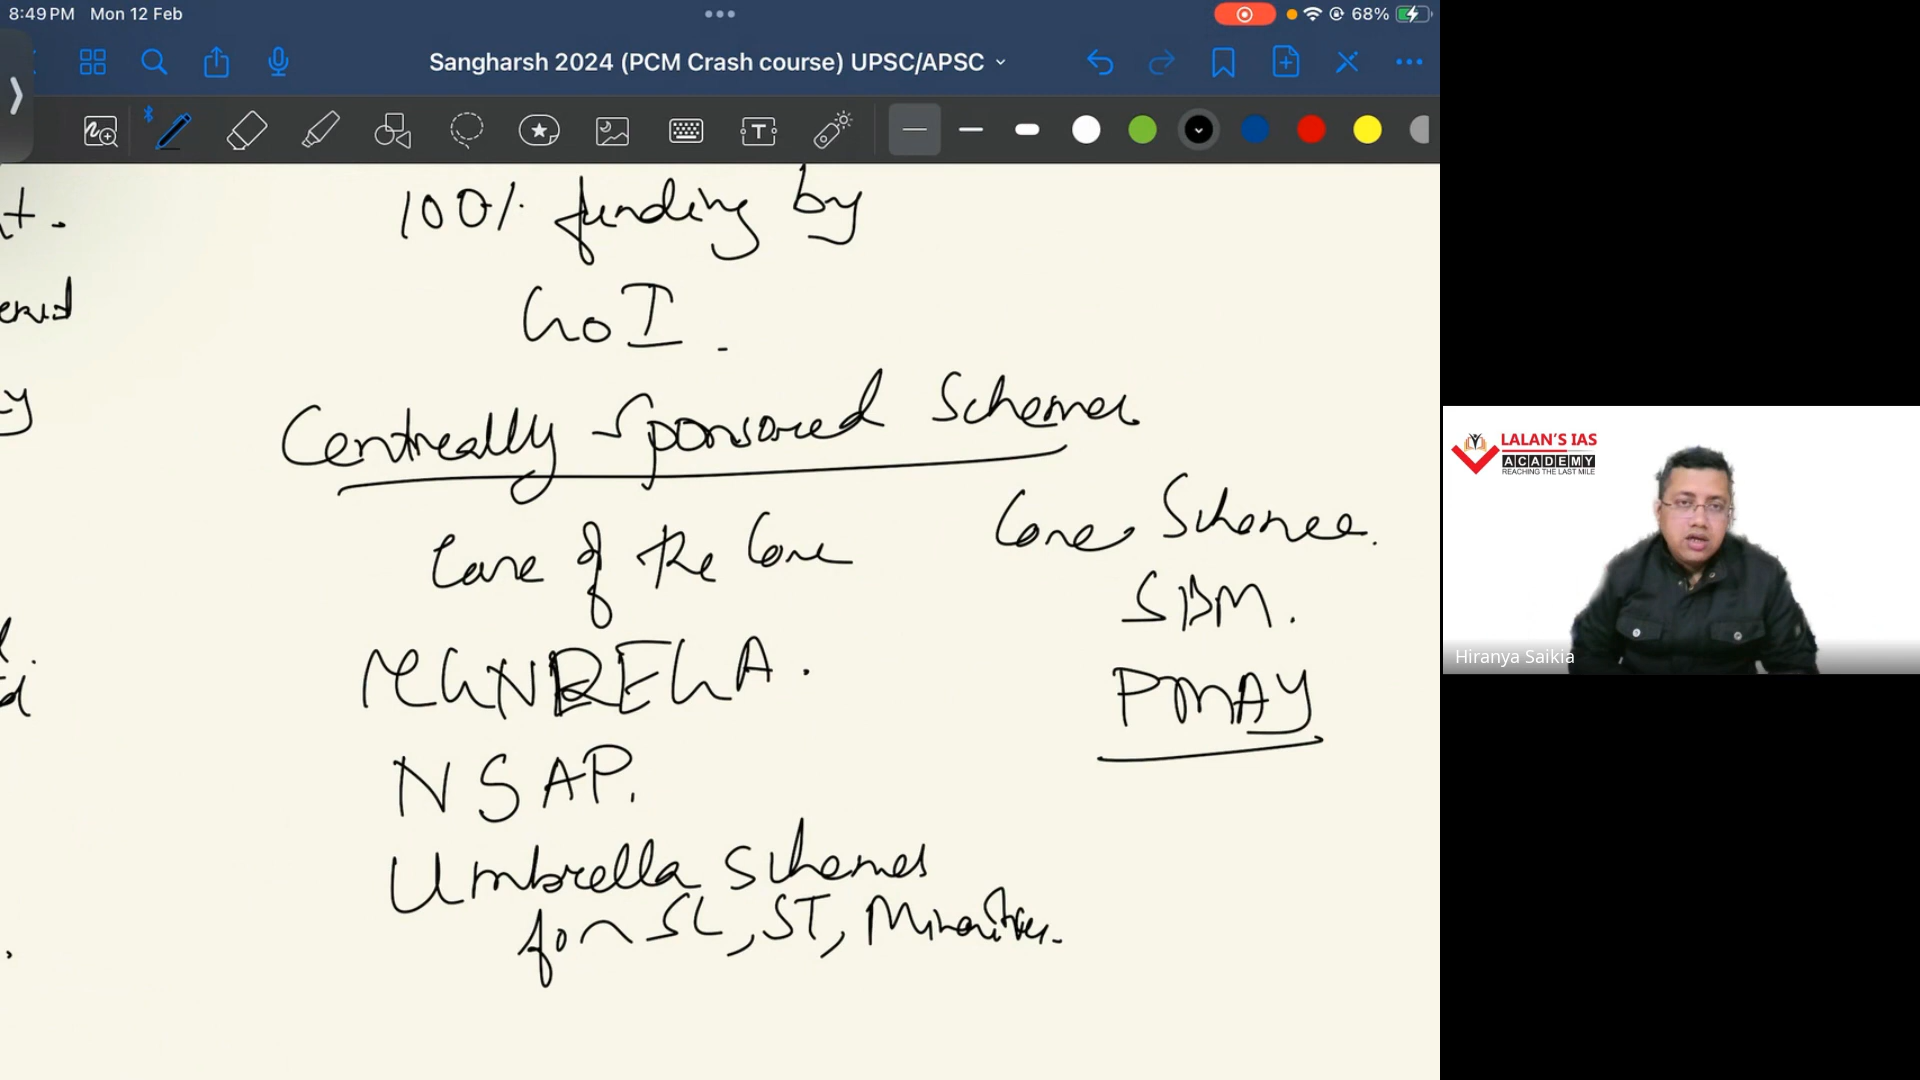 8:49 PM Mon 12 Feb
68%
Sangharsh 2024 (PCM Crash course) UPSC/APSC
100% funding by
GoI.
Centrally Sponsored Schemes
Core of the Core
MGNREGA.
NSAP.
Umbrella Schemes
for SC, ST, Minorities.
Core Scheme.
SBM.
PMAY
LALAN'S IAS
ACADEMY
REACHING THE LAST MILE
Hiranya Saikia